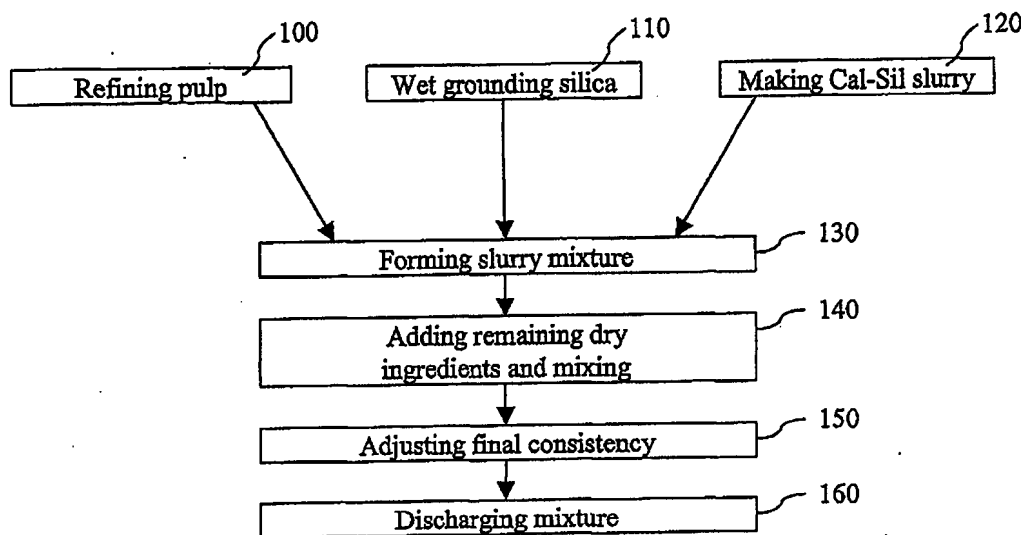 100
110
120
Refining pulp
Wet grounding silica
Making Cal-Sil slurry
130
Forming slurry mixture
140
Adding remaining dry
ingredients and mixing
150
Adjusting final consistency
160
Discharging mixture